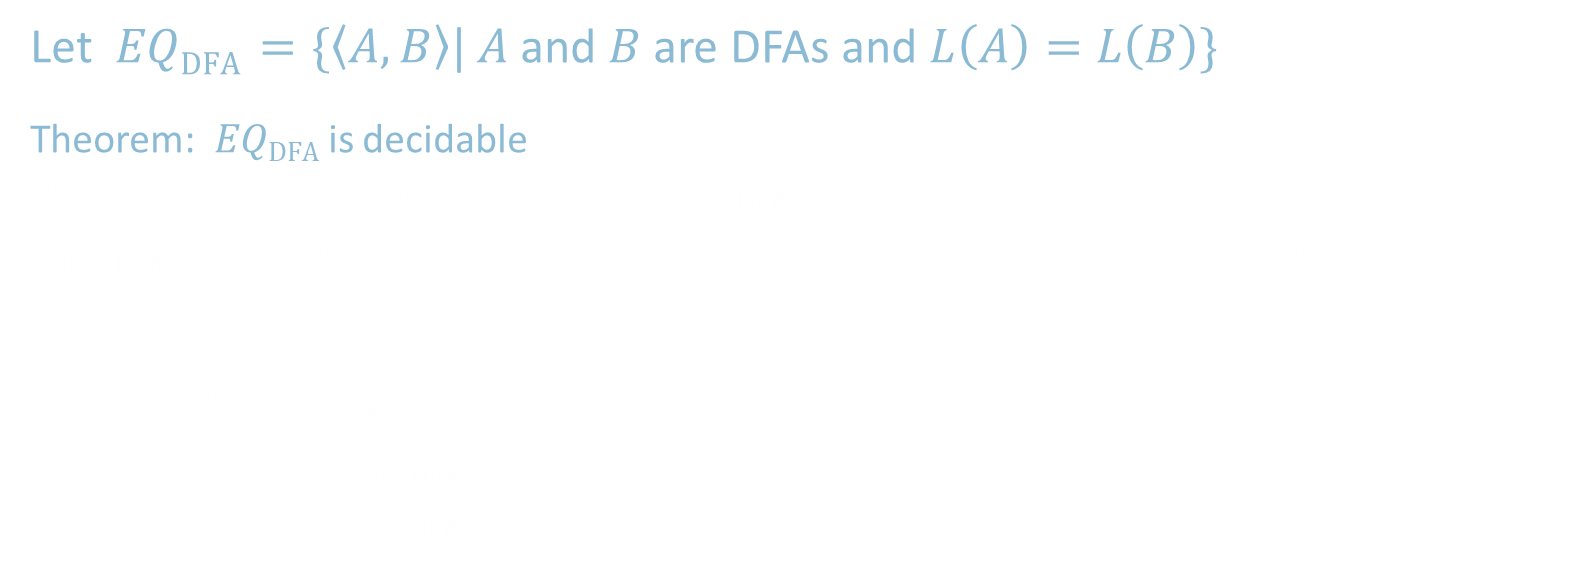 Let EQ_DFA = {⟨A, B⟩| A and B are DFAs and L(A) = L(B)}
Theorem: EQ_DFA is decidable